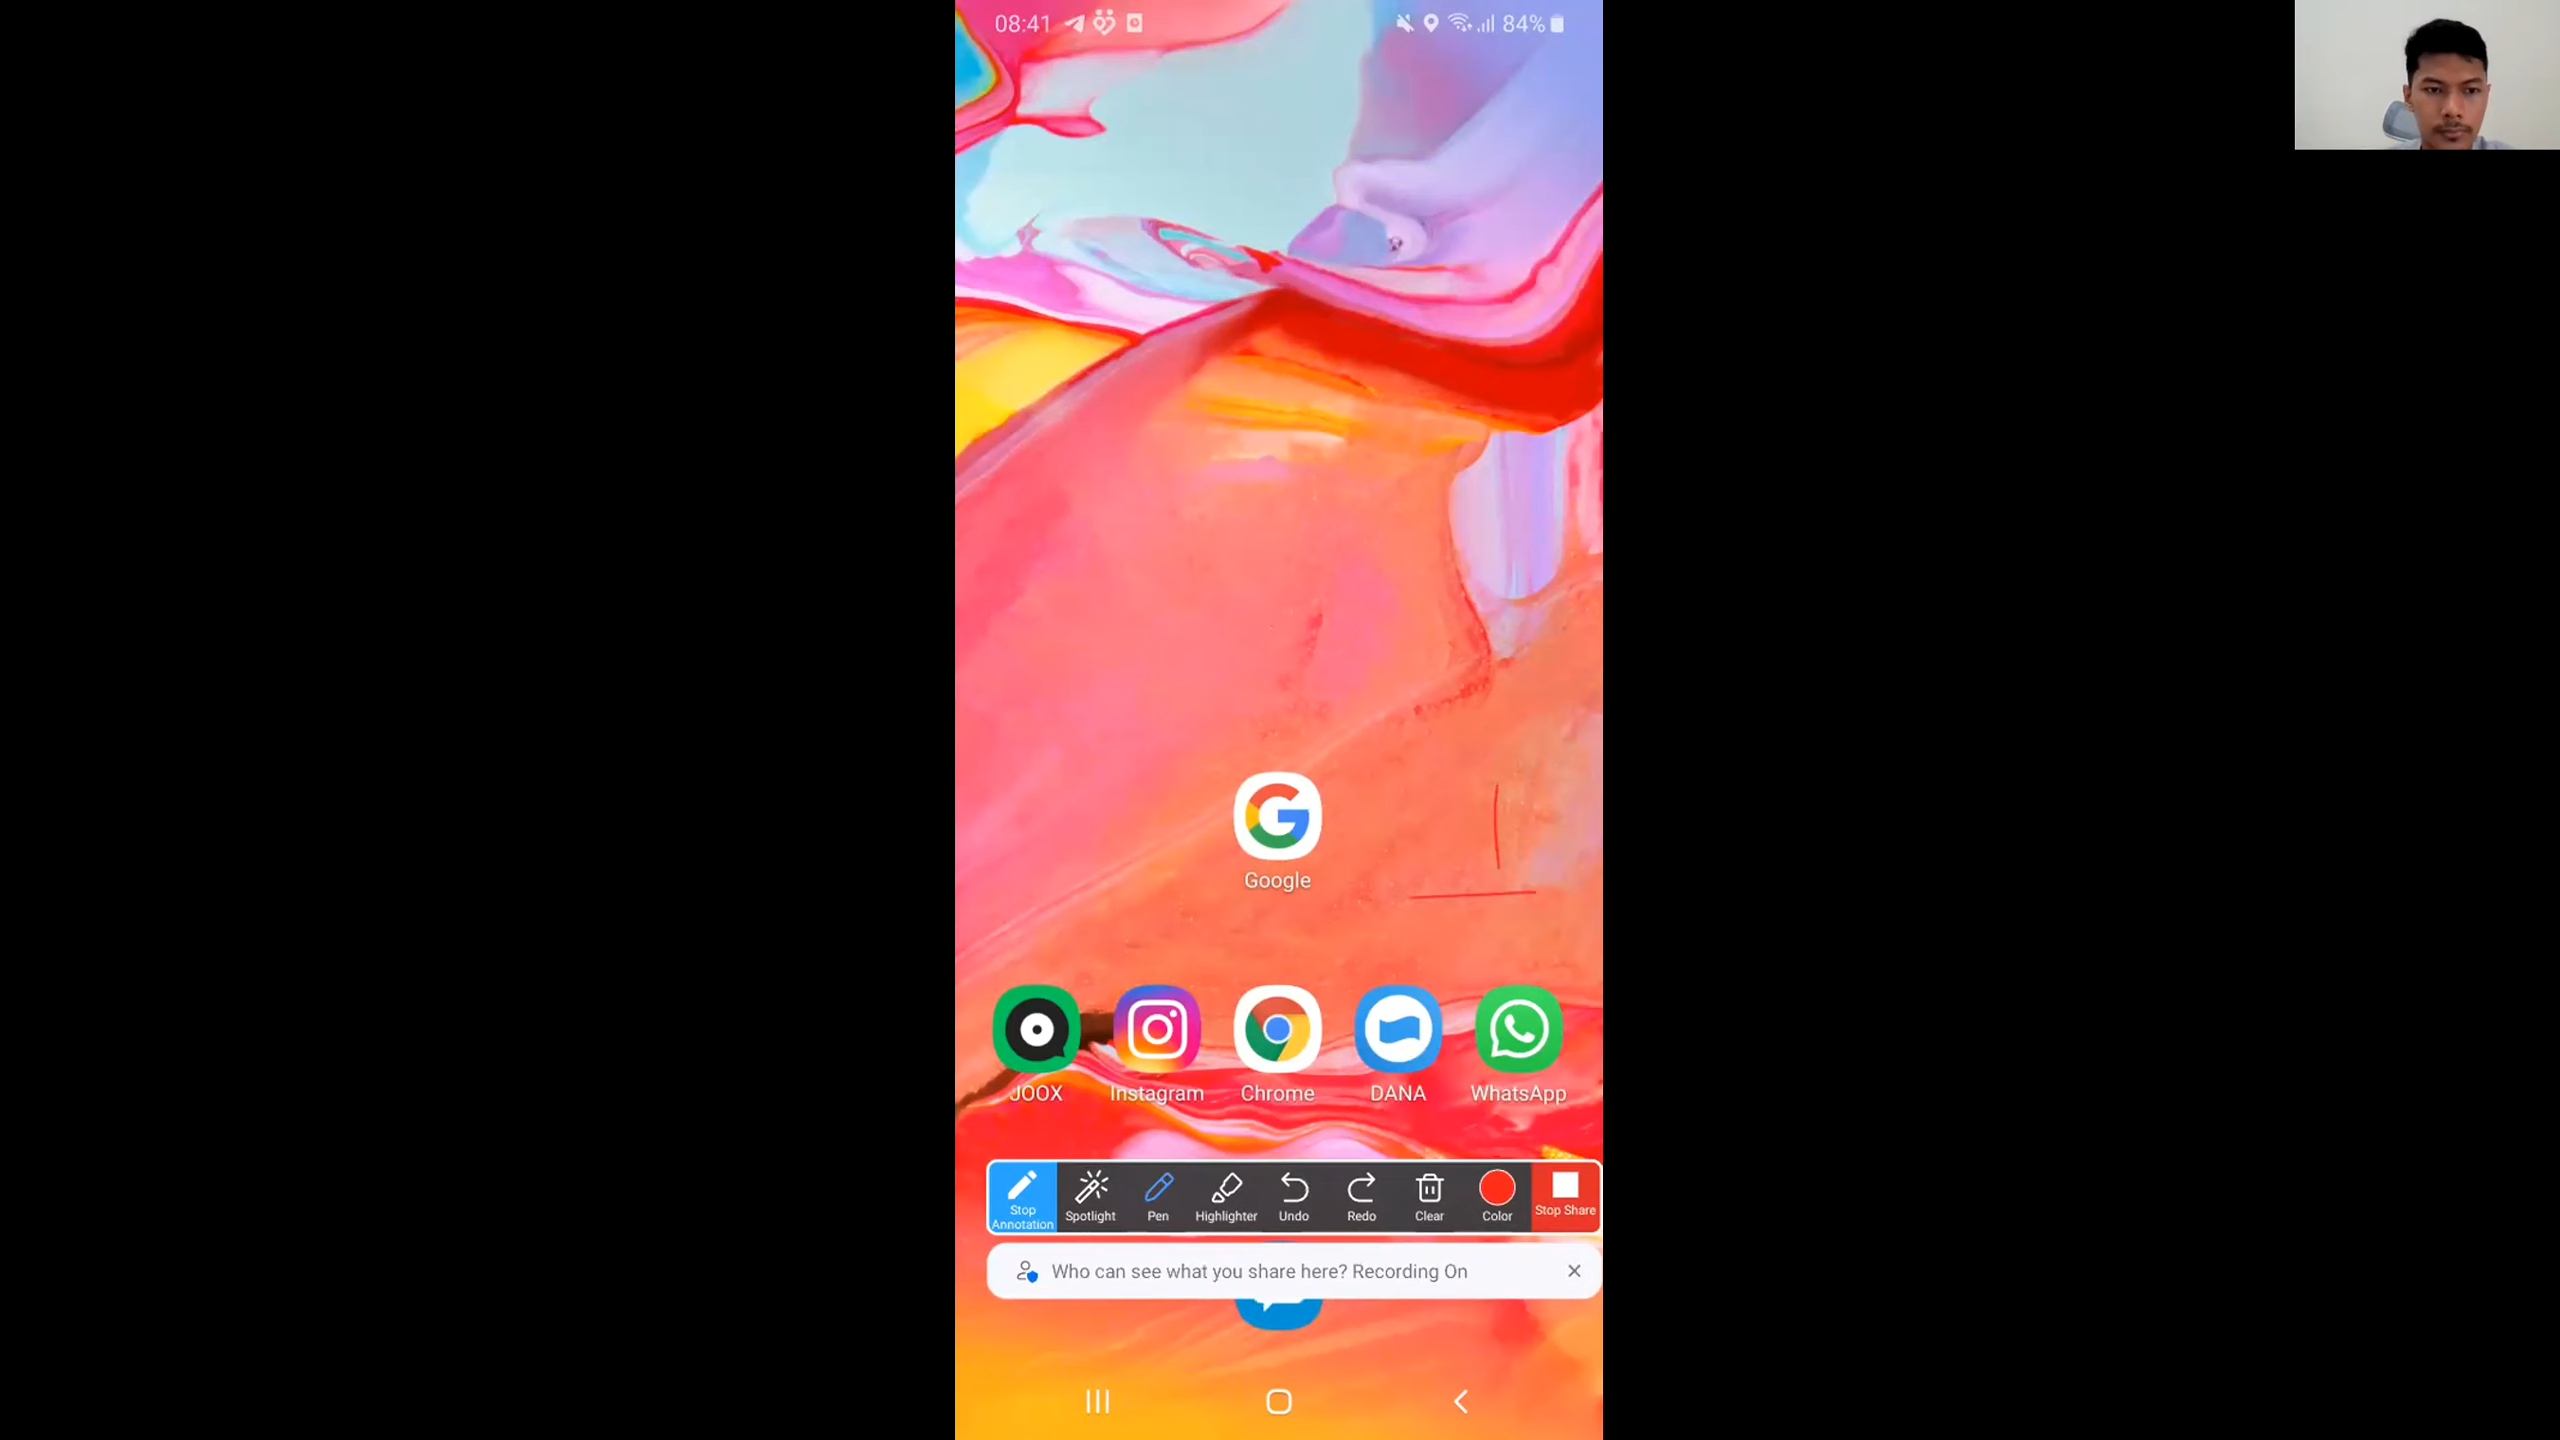 08:41 84%
Google
JOOX Instagram Chrome DANA WhatsApp
Stop Annotation Spotlight Pen Highlighter Undo Redo Clear Color Stop Share
Who can see what you share here? Recording On